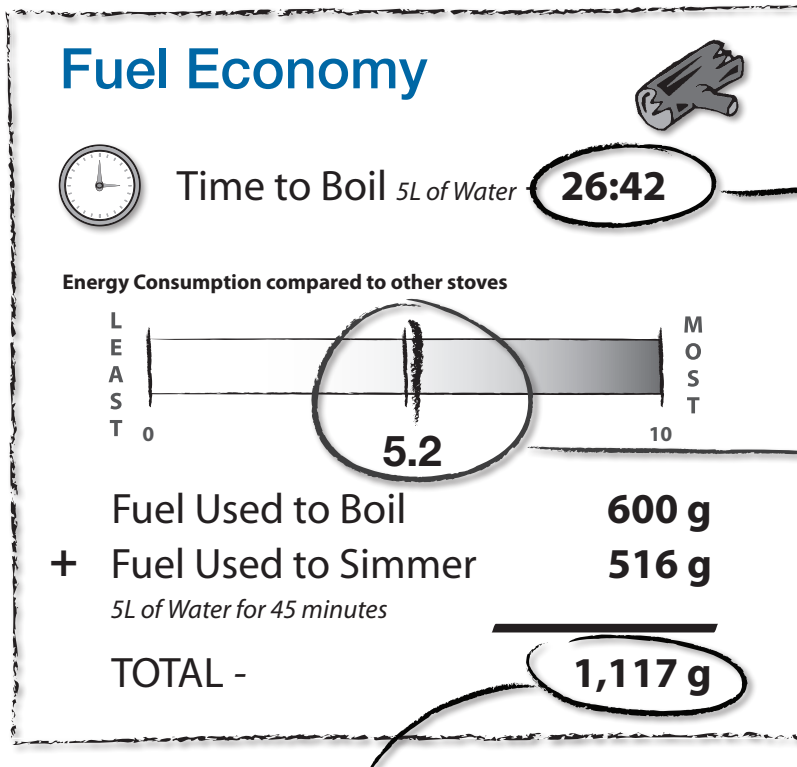 Fuel Economy
Time to Boil 5L of Water - 26:42
Energy Consumption compared to other stoves
LEAST
MOST
0
10
5.2
Fuel Used to Boil 600 g
+ Fuel Used to Simmer 516 g
5L of Water for 45 minutes
TOTAL - 1,117 g